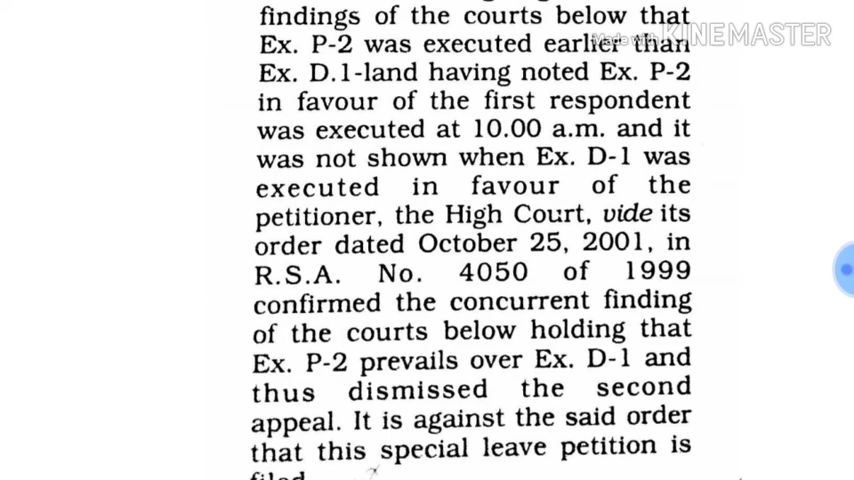 findings of the courts below that
Ex. P-2 was executed earlier than
Ex. D.1-land having noted Ex. P-2
in favour of the first respondent
was executed at 10.00 a.m. and it
was not shown when Ex. D-1 was
executed in favour of the
petitioner, the High Court, vide its
order dated October 25, 2001, in
R.S.A. No. 4050 of 1999
confirmed the concurrent finding
of the courts below holding that
Ex. P-2 prevails over Ex. D-1 and
thus dismissed the second
appeal. It is against the said order
that this special leave petition is
filed.
Made with KINEMASTER